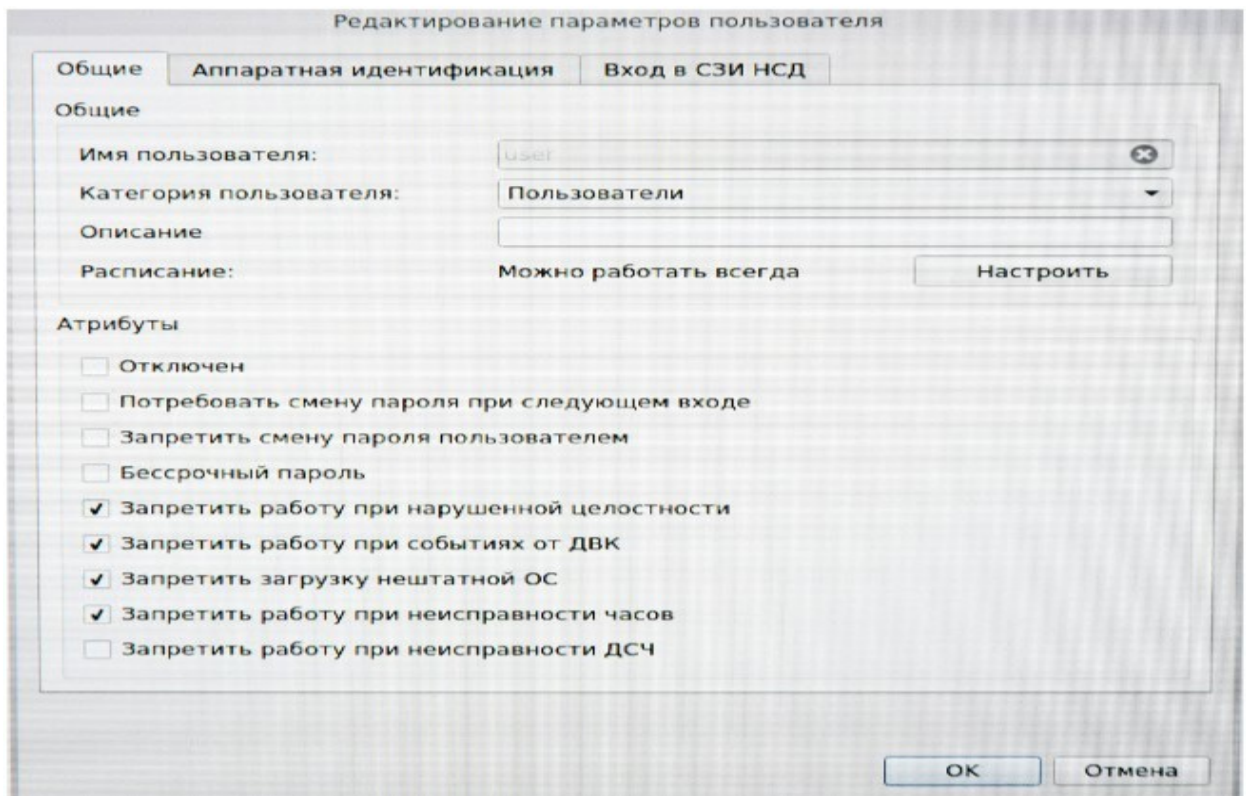 Редактирование параметров пользователя
Общие Аппаратная идентификация Вход в СЗИ НСД
Общие
Имя пользователя: user
Категория пользователя: Пользователи
Описание
Расписание: Можно работать всегда Настроить
Атрибуты
Отключен
Потребовать смену пароля при следующем входе
Запретить смену пароля пользователем
Бессрочный пароль
Запретить работу при нарушенной целостности
Запретить работу при событиях от ДВК
Запретить загрузку нештатной ОС
Запретить работу при неисправности часов
Запретить работу при неисправности ДСЧ
ОК Отмена